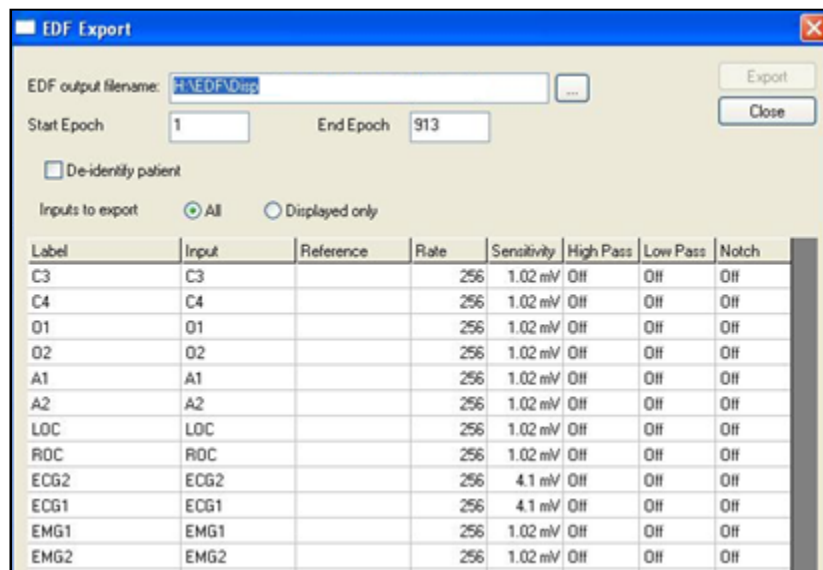 EDF Export
EDF output filename: H:\EDF\Disp ... Export
Close
Start Epoch 1 End Epoch 913
De-identify patient
Inputs to export All Displayed only
Label Input Reference Rate Sensitivity High Pass Low Pass Notch
C3 C3 256 1.02 mV Off Off Off
C4 C4 256 1.02 mV Off Off Off
O1 O1 256 1.02 mV Off Off Off
O2 O2 256 1.02 mV Off Off Off
A1 A1 256 1.02 mV Off Off Off
A2 A2 256 1.02 mV Off Off Off
LOC LOC 256 1.02 mV Off Off Off
ROC ROC 256 1.02 mV Off Off Off
ECG2 ECG2 256 4.1 mV Off Off Off
ECG1 ECG1 256 4.1 mV Off Off Off
EMG1 EMG1 256 1.02 mV Off Off Off
EMG2 EMG2 256 1.02 mV Off Off Off